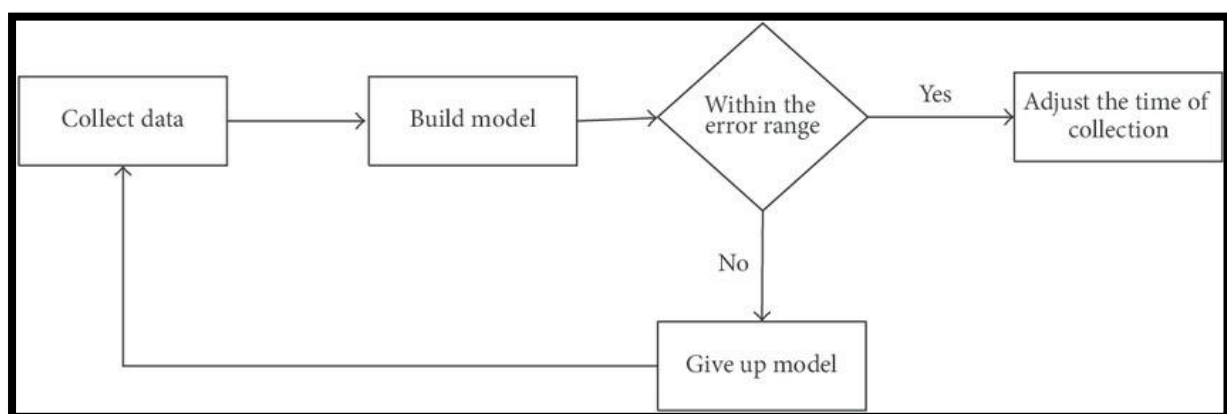 Collect data
Build model
Within the
error range
Yes
Adjust the time of
collection
No
Give up model